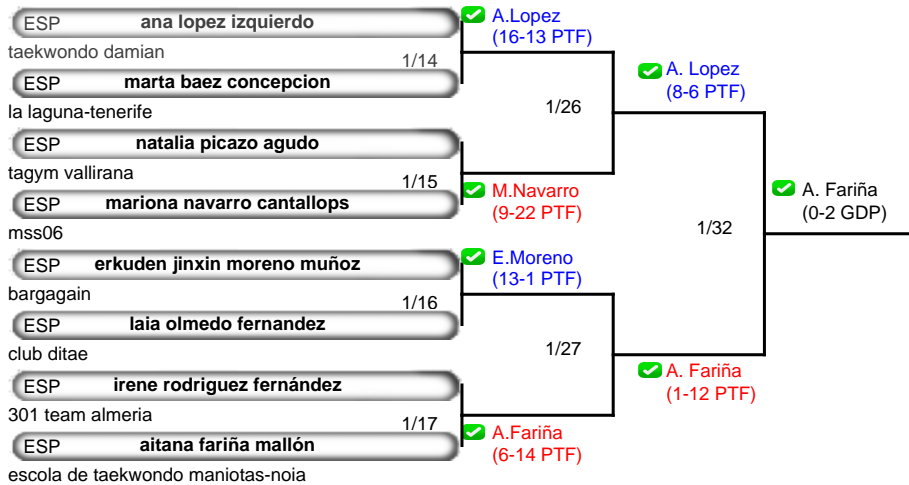 ESP ana lopez izquierdo
taekwondo damian
1/14
ESP marta baez concepcion
la laguna-tenerife
A.Lopez
(16-13 PTF)
ESP natalia picazo agudo
tagym vallirana
1/15
ESP mariona navarro cantallops
mss06
M.Navarro
(9-22 PTF)
1/26
A. Lopez
(8-6 PTF)
ESP erkuden jinxin moreno muñoz
bargagain
1/16
ESP laia olmedo fernandez
club ditae
E.Moreno
(13-1 PTF)
ESP irene rodriguez fernández
301 team almeria
1/17
ESP aitana fariña mallón
escola de taekwondo maniotas-noia
A.Fariña
(6-14 PTF)
1/27
A. Fariña
(1-12 PTF)
1/32
A. Fariña
(0-2 GDP)